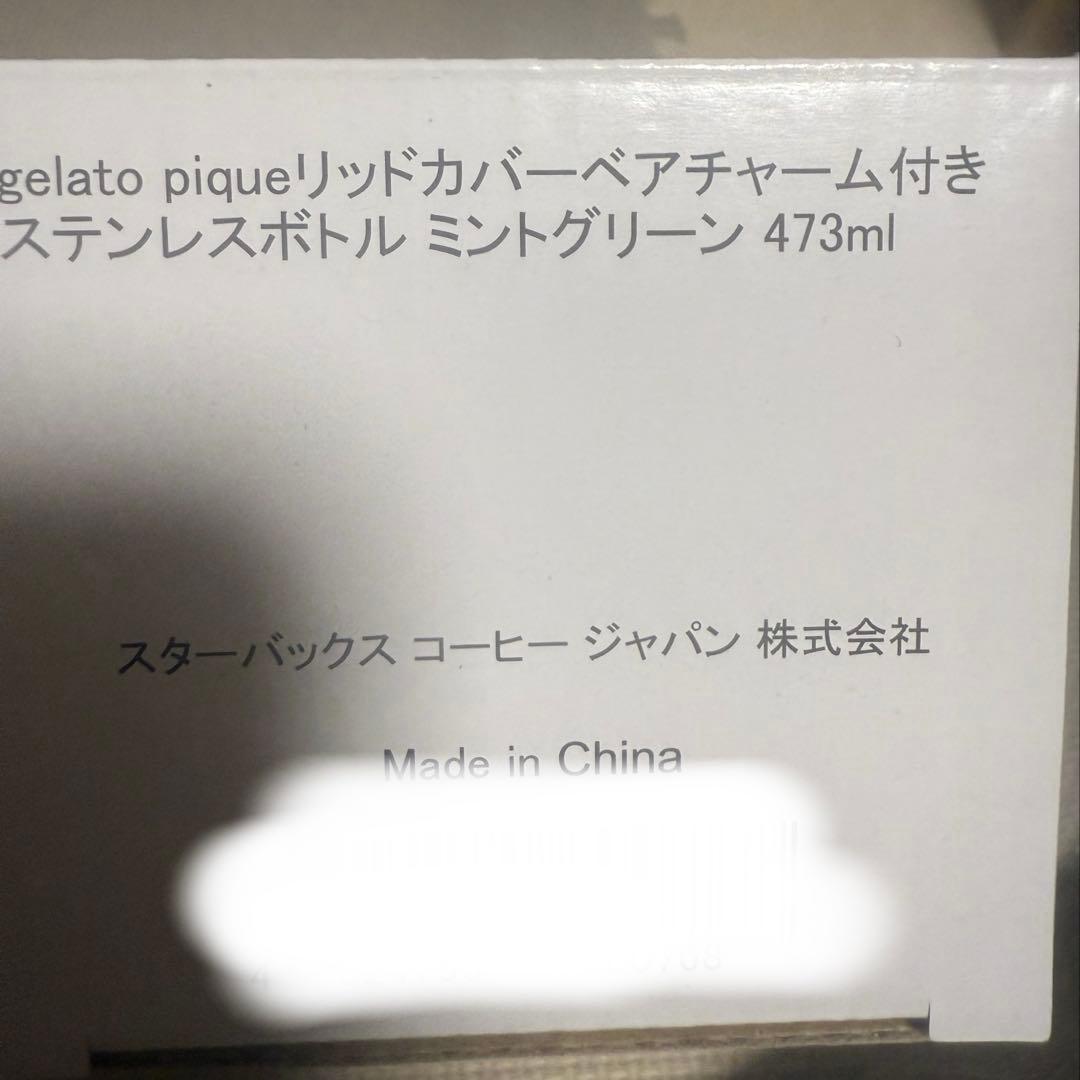 gelato piqueリッドカバーベアチャーム付き
ステンレスボトル ミントグリーン 473ml
スターバックス コーヒー ジャパン 株式会社
Made in China